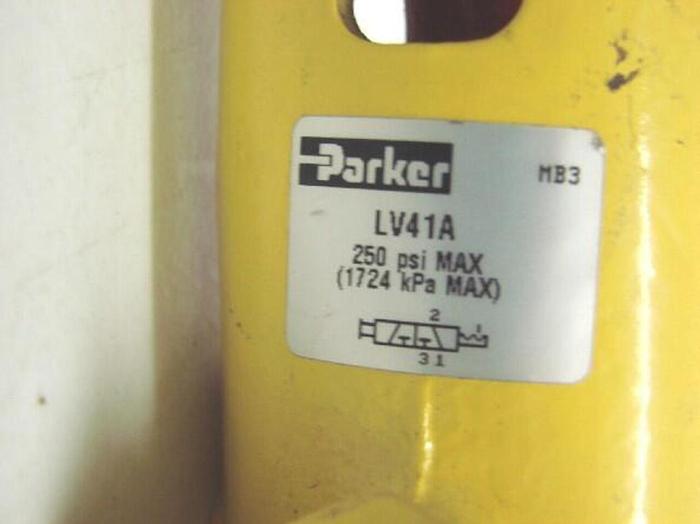 Parker
MB3
LV41A
250 psi MAX
(1724 kPa MAX)
2
3 1